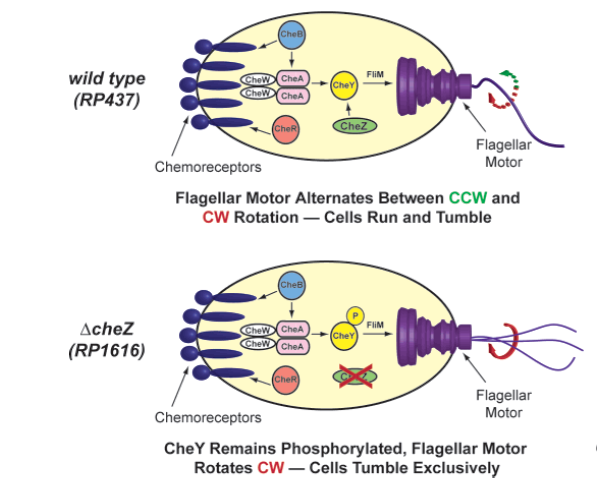 wild type
(RP437)
CheB
CheW
CheA
CheW
CheA
CheY
FliM
CheR
CheZ
Chemoreceptors
Flagellar
Motor
Flagellar Motor Alternates Between CCW and
CW Rotation — Cells Run and Tumble
ΔcheZ
(RP1616)
CheB
P
CheW
CheA
CheW
CheA
CheY
FliM
CheR
CheZ
Chemoreceptors
Flagellar
Motor
CheY Remains Phosphorylated, Flagellar Motor
Rotates CW — Cells Tumble Exclusively